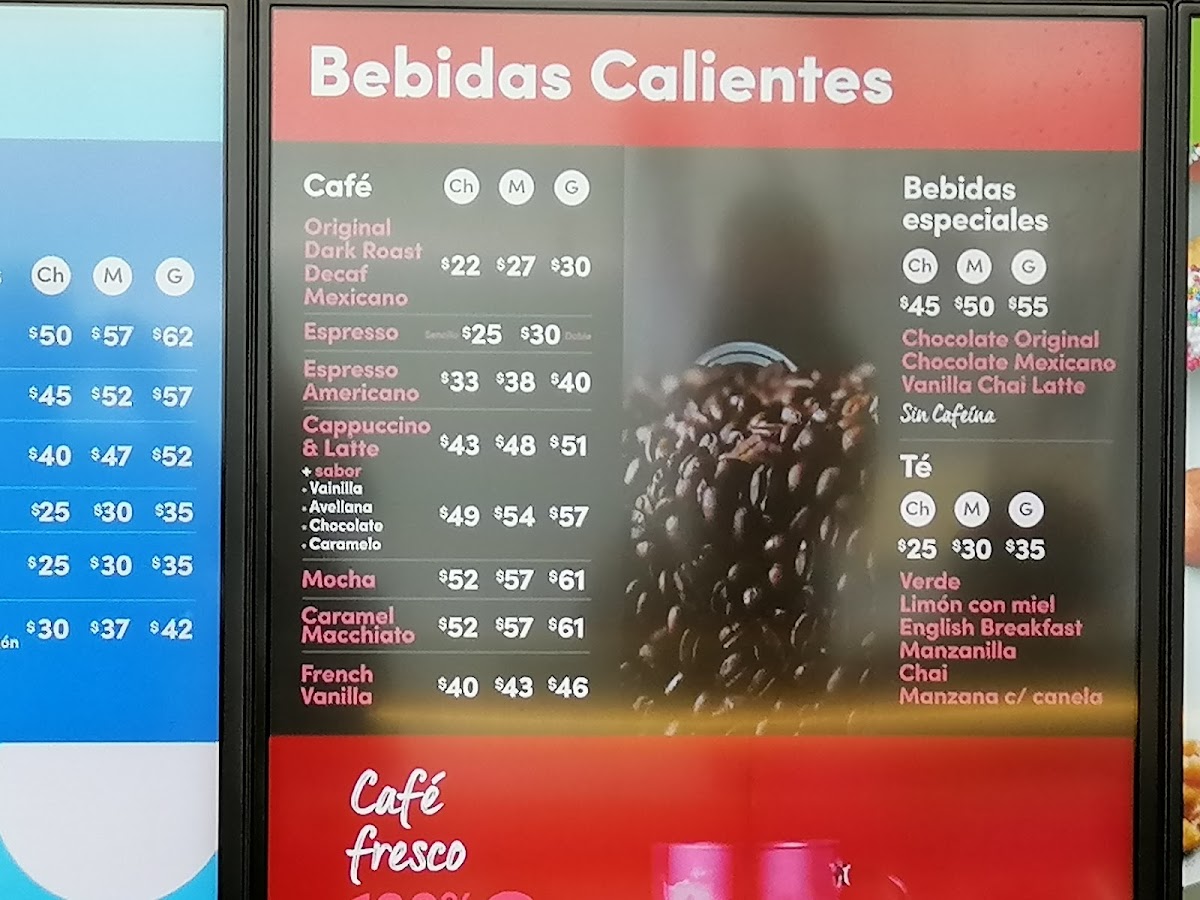 Bebidas Calientes
Ch M G
$50 $57 $62
$45 $52 $57
$40 $47 $52
$25 $30 $35
$25 $30 $35
ón $30 $37 $42
Café Ch M G
Original
Dark Roast
Decaf
Mexicano
$22 $27 $30
Espresso Sencillo $25 $30 Doble
Espresso
Americano
$33 $38 $40
Cappuccino
& Latte
$43 $48 $51
+ sabor
• Vainilla
• Avellana
• Chocolate
• Caramelo
$49 $54 $57
Mocha $52 $57 $61
Caramel
Macchiato
$52 $57 $61
French
Vanilla
$40 $43 $46
Bebidas
especiales
Ch M G
$45 $50 $55
Chocolate Original
Chocolate Mexicano
Vanilla Chai Latte
Sin Cafeína
Té
Ch M G
$25 $30 $35
Verde
Limón con miel
English Breakfast
Manzanilla
Chai
Manzana c/ canela
Café
fresco
100%